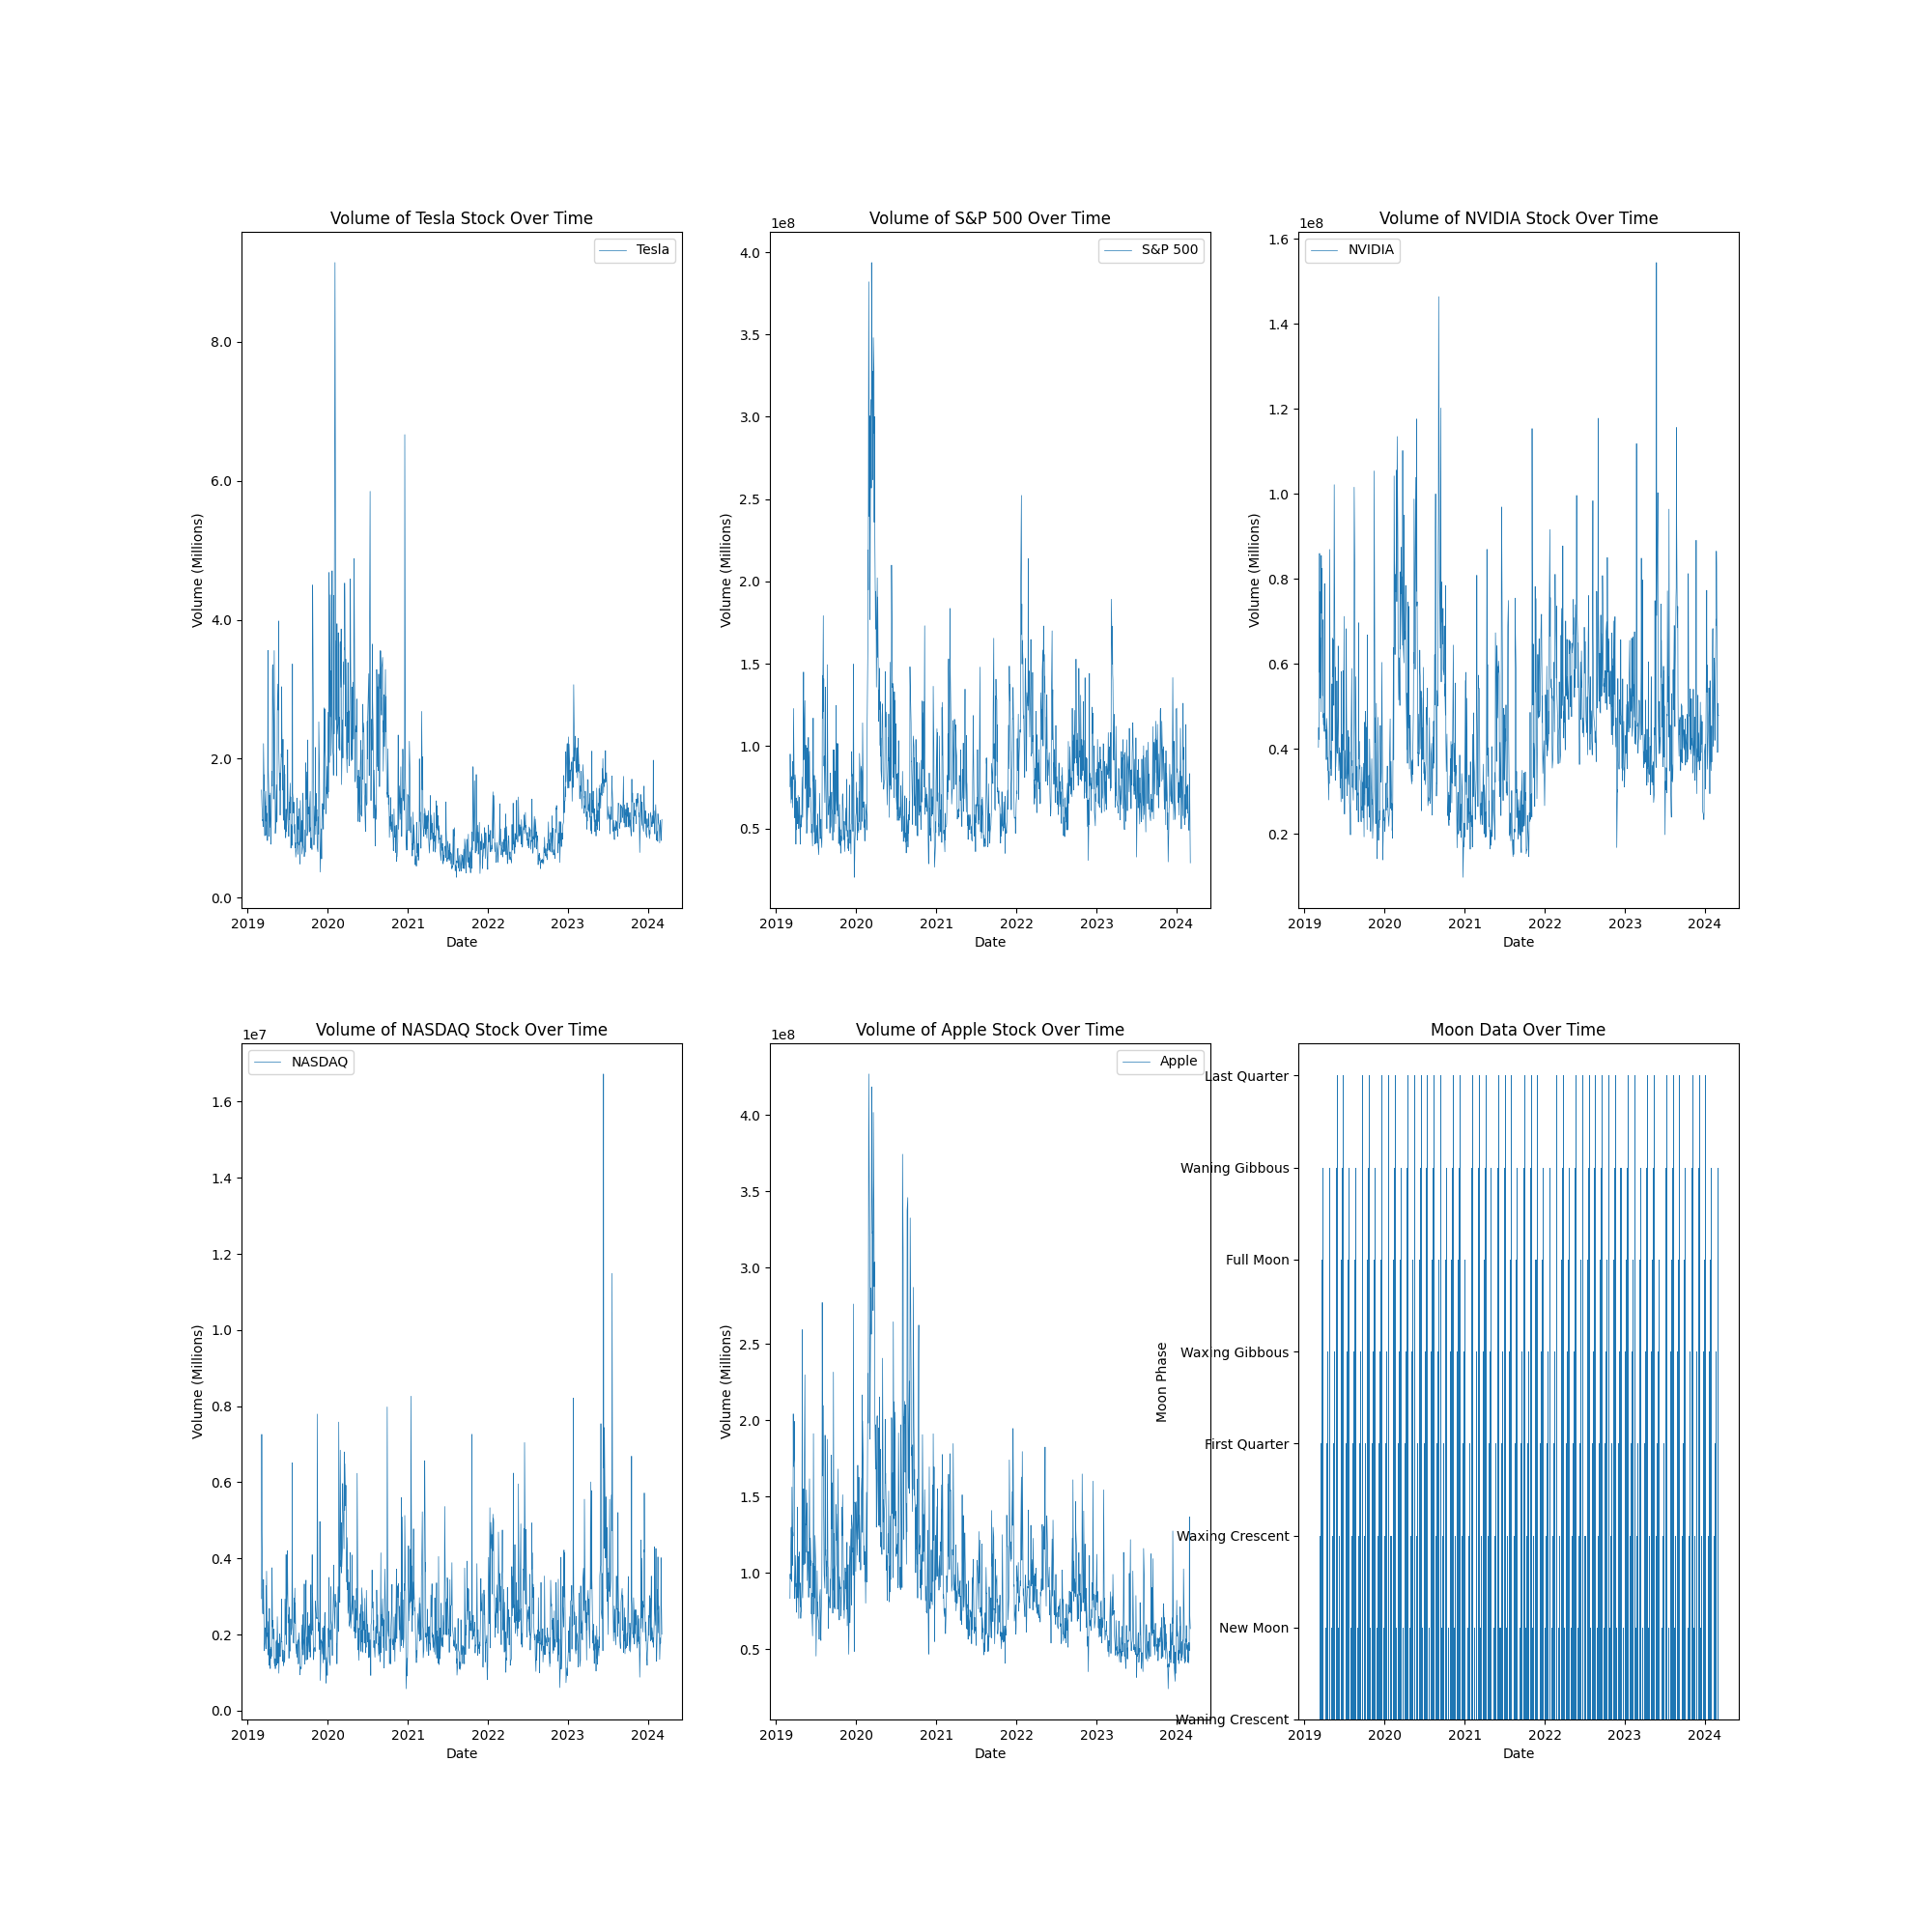 Volume of Tesla Stock Over Time
Tesla
8.0
6.0
4.0
2.0
0.0
Volume (Millions)
2019 2020 2021 2022 2023 2024
Date
Volume of S&P 500 Over Time
1e8
S&P 500
4.0
3.5
3.0
2.5
2.0
1.5
1.0
0.5
Volume (Millions)
2019 2020 2021 2022 2023 2024
Date
Volume of NVIDIA Stock Over Time
1e8
NVIDIA
1.6
1.4
1.2
1.0
0.8
0.6
0.4
0.2
Volume (Millions)
2019 2020 2021 2022 2023 2024
Date
Volume of NASDAQ Stock Over Time
1e7
NASDAQ
1.6
1.4
1.2
1.0
0.8
0.6
0.4
0.2
0.0
Volume (Millions)
2019 2020 2021 2022 2023 2024
Date
Volume of Apple Stock Over Time
1e8
Apple
4.0
3.5
3.0
2.5
2.0
1.5
1.0
0.5
Volume (Millions)
2019 2020 2021 2022 2023 2024
Date
Moon Data Over Time
Last Quarter
Waning Gibbous
Full Moon
Waxing Gibbous
First Quarter
Waxing Crescent
New Moon
Waning Crescent
Moon Phase
2019 2020 2021 2022 2023 2024
Date